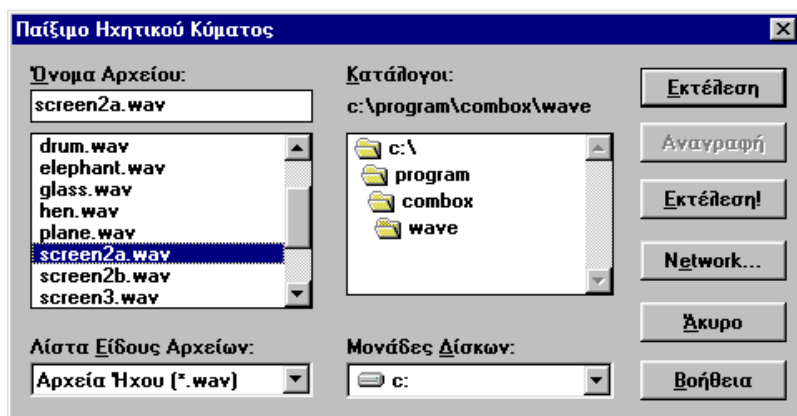 Παίξιμο Ηχητικού Κύματος
Όνομα Αρχείου:
screen2a.wav
drum.wav
elephant.wav
glass.wav
hen.wav
plane.wav
screen2a.wav
screen2b.wav
screen3.wav
Λίστα Είδους Αρχείων:
Αρχεία Ήχου (*.wav)
Κατάλογοι:
c:\program\combox\wave
c:\
program
combox
wave
Μονάδες Δίσκων:
c:
Εκτέλεση
Αναγραφή
Εκτέλεση!
Network...
Άκυρο
Βοήθεια